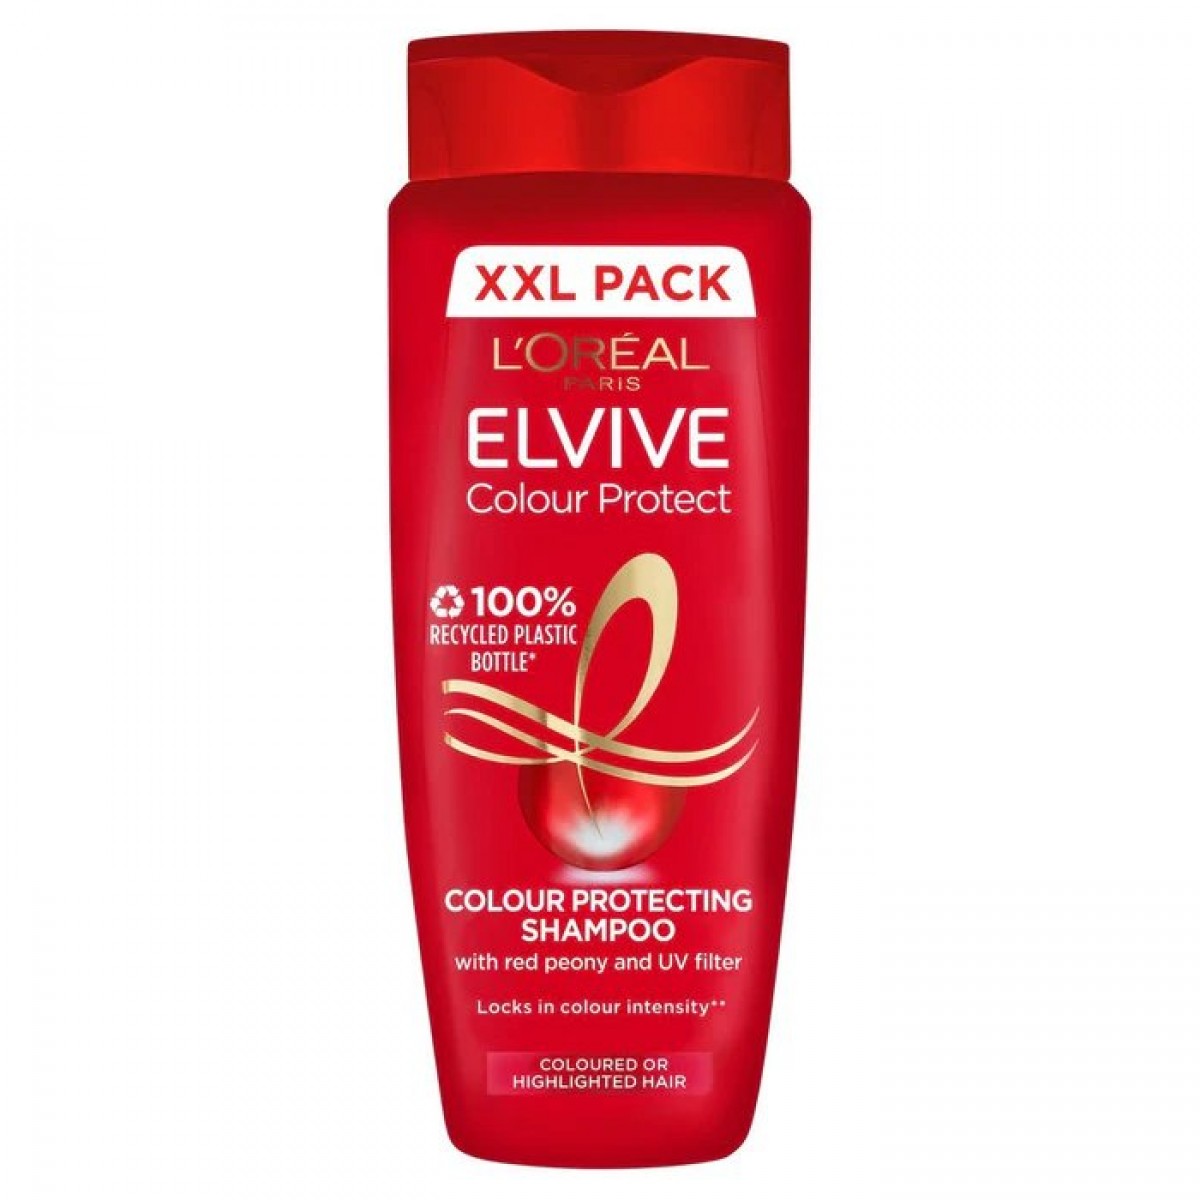 XXL PACK
L'ORÉAL
PARIS
ELVIVE
Colour Protect
100%
RECYCLED PLASTIC
BOTTLE*
COLOUR PROTECTING
SHAMPOO
with red peony and UV filter
Locks in colour intensity**
COLOURED OR
HIGHLIGHTED HAIR